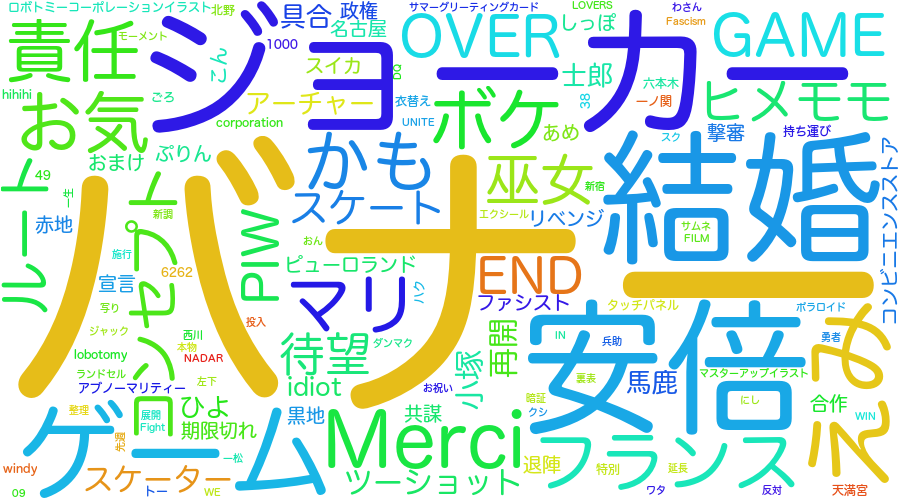 ロボトミーコーポレーションイラスト
北野
具合
政権
サマーグリーティングカード
LOVERS
わさん
Fascism
しっぽ
モーメント
責任
ジョーカー
1000
名古屋
OVER
GAME
こん
スイカ
pq
士郎
六本木
hihihi
お気
ごろ
アーチャー
衣替え
ボケ
38
一ノ関
ヒメモモ
corporation
UNITE
あめ
スク
撃審
持ち運び
おまけ
ぷりん
かも
巫女
結婚
コンビニエンスストア
49
一生
新宿
ルート
コンセプト
バナー
新調
スケート
エクシール
リベンジ
サムネ
FILM
赤地
おん
施行
PIW
ピューロランド
END
宣言
6262
マリ
ハク
ファシスト
タッチパネル
ポラロイド
写り
投入
安倍
えみ
ジャック
西川
本物
ダンマク
再開
IN
兵助
勇者
lobotomy
NADAR
待望
小塚
ランドセル
マスターアップイラスト
アブノーマリティー
左下
idiot
お祝い
裏表
馬鹿
整理
展開
Fight
ひよ
黒地
共謀
暗証
クシ
にし
合作
WIN
ゲーム
先週
期限切れ
Merci
フランス
windy
一松
退陣
特別
延長
スケーター
ツーショット
09
トー
WE
ワタ
反対
天満宮